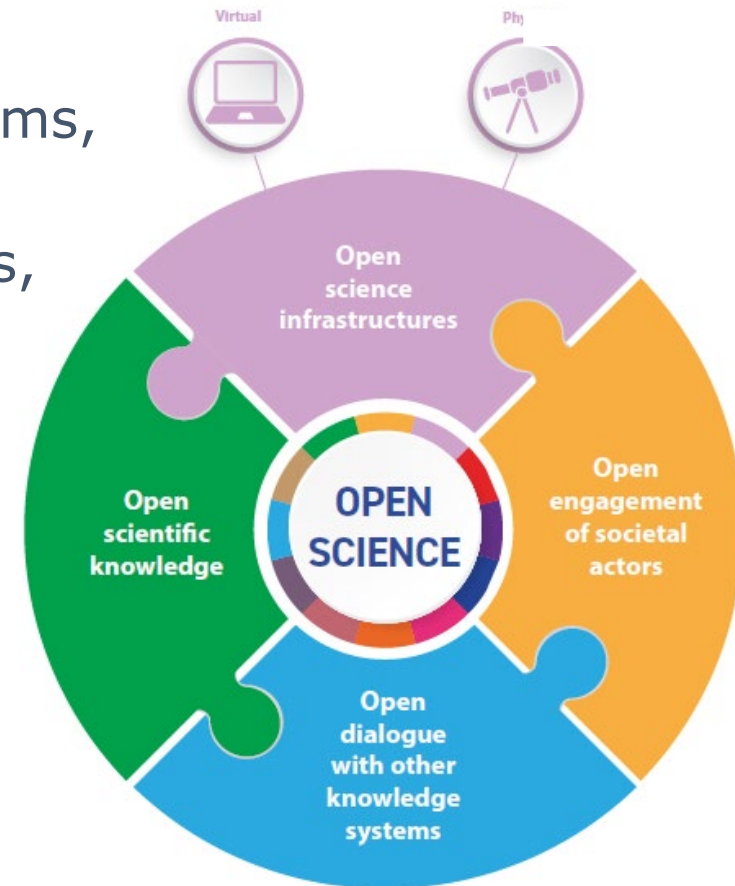 Virtual
ms,
s,
Open
science
infrastructures
Open
scientific
knowledge
OPEN
SCIENCE
Open
engagement
of societal
actors
Open
dialogue
with other
knowledge
systems